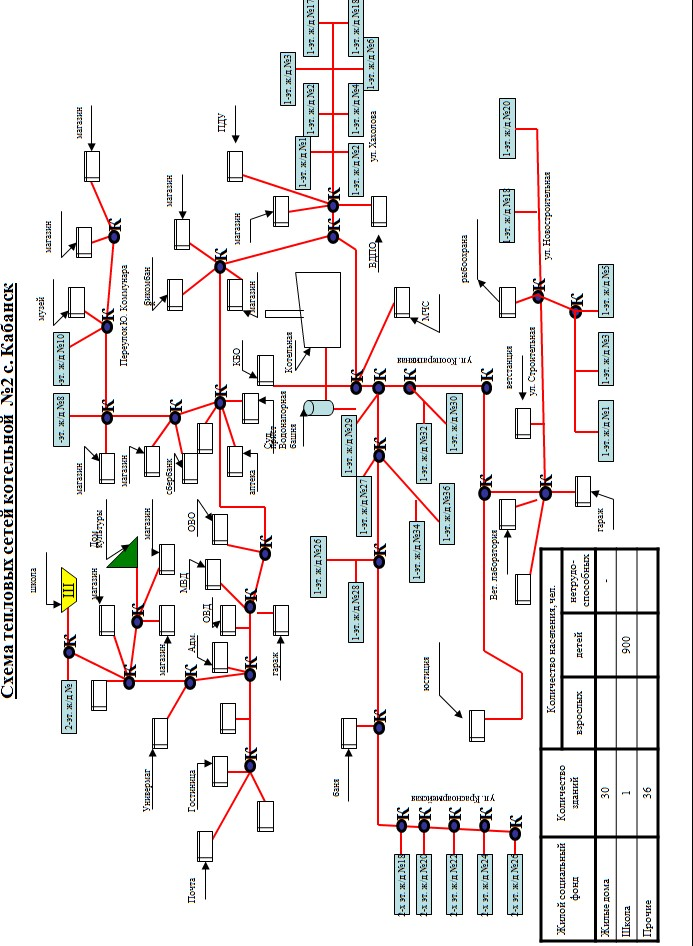 Схема тепловых сетей котельной №2 с. Кабанск
школа
Ш
2-эт. ж/д №
магазин
Дом
культуры
магазин
магазин
Универмаг
Гостиница
Почта
Адм.
ОВД
МВД
ОВО
гараж
-эт. ж/д №8
-эт. ж/д №10
музей
магазин
магазин
Переулок Ю. Коммунара
магазин
магазин
сбербанк
аптека
магазин
магазин
магазин
ПДУ
ВДПО
КБО
Котельная
Водонапорная
башня
МЧС
1-эт. ж/д №17
1-эт. ж/д №18
1-эт. ж/д №3
1-эт. ж/д №6
1-эт. ж/д №2
1-эт. ж/д №4
1-эт. ж/д №1
1-эт. ж/д №2
ул. Хахолова
ул. Кооперативная
1-эт. ж/д №29
1-эт. ж/д №27
1-эт. ж/д №30
1-эт. ж/д №32
1-эт. ж/д №36
1-эт. ж/д №34
1-эт. ж/д №26
1-эт. ж/д №28
баня
ул. Красноармейская
2-х эт. ж/д №18
2-х эт. ж/д №20
2-х эт. ж/д №22
2-х эт. ж/д №24
2-х эт. ж/д №26
юстиция
1-эт. ж/д №20
1-эт. ж/д №18
ул. Новостроительная
рыбоохрана
ветстанция
ул. Строительная
1-эт. ж/д №5
1-эт. ж/д №3
1-эт. ж/д №1
Вет. лаборатория
гараж
К К К К К К К К К К К К К К К К К К К К К К К К К К К К К К К
Жилой социальный фонд Количество зданий Количество населения, чел.
взрослых детей нетрудо-способных
Жилые дома 30 -
Школа 1 900
Прочие 36